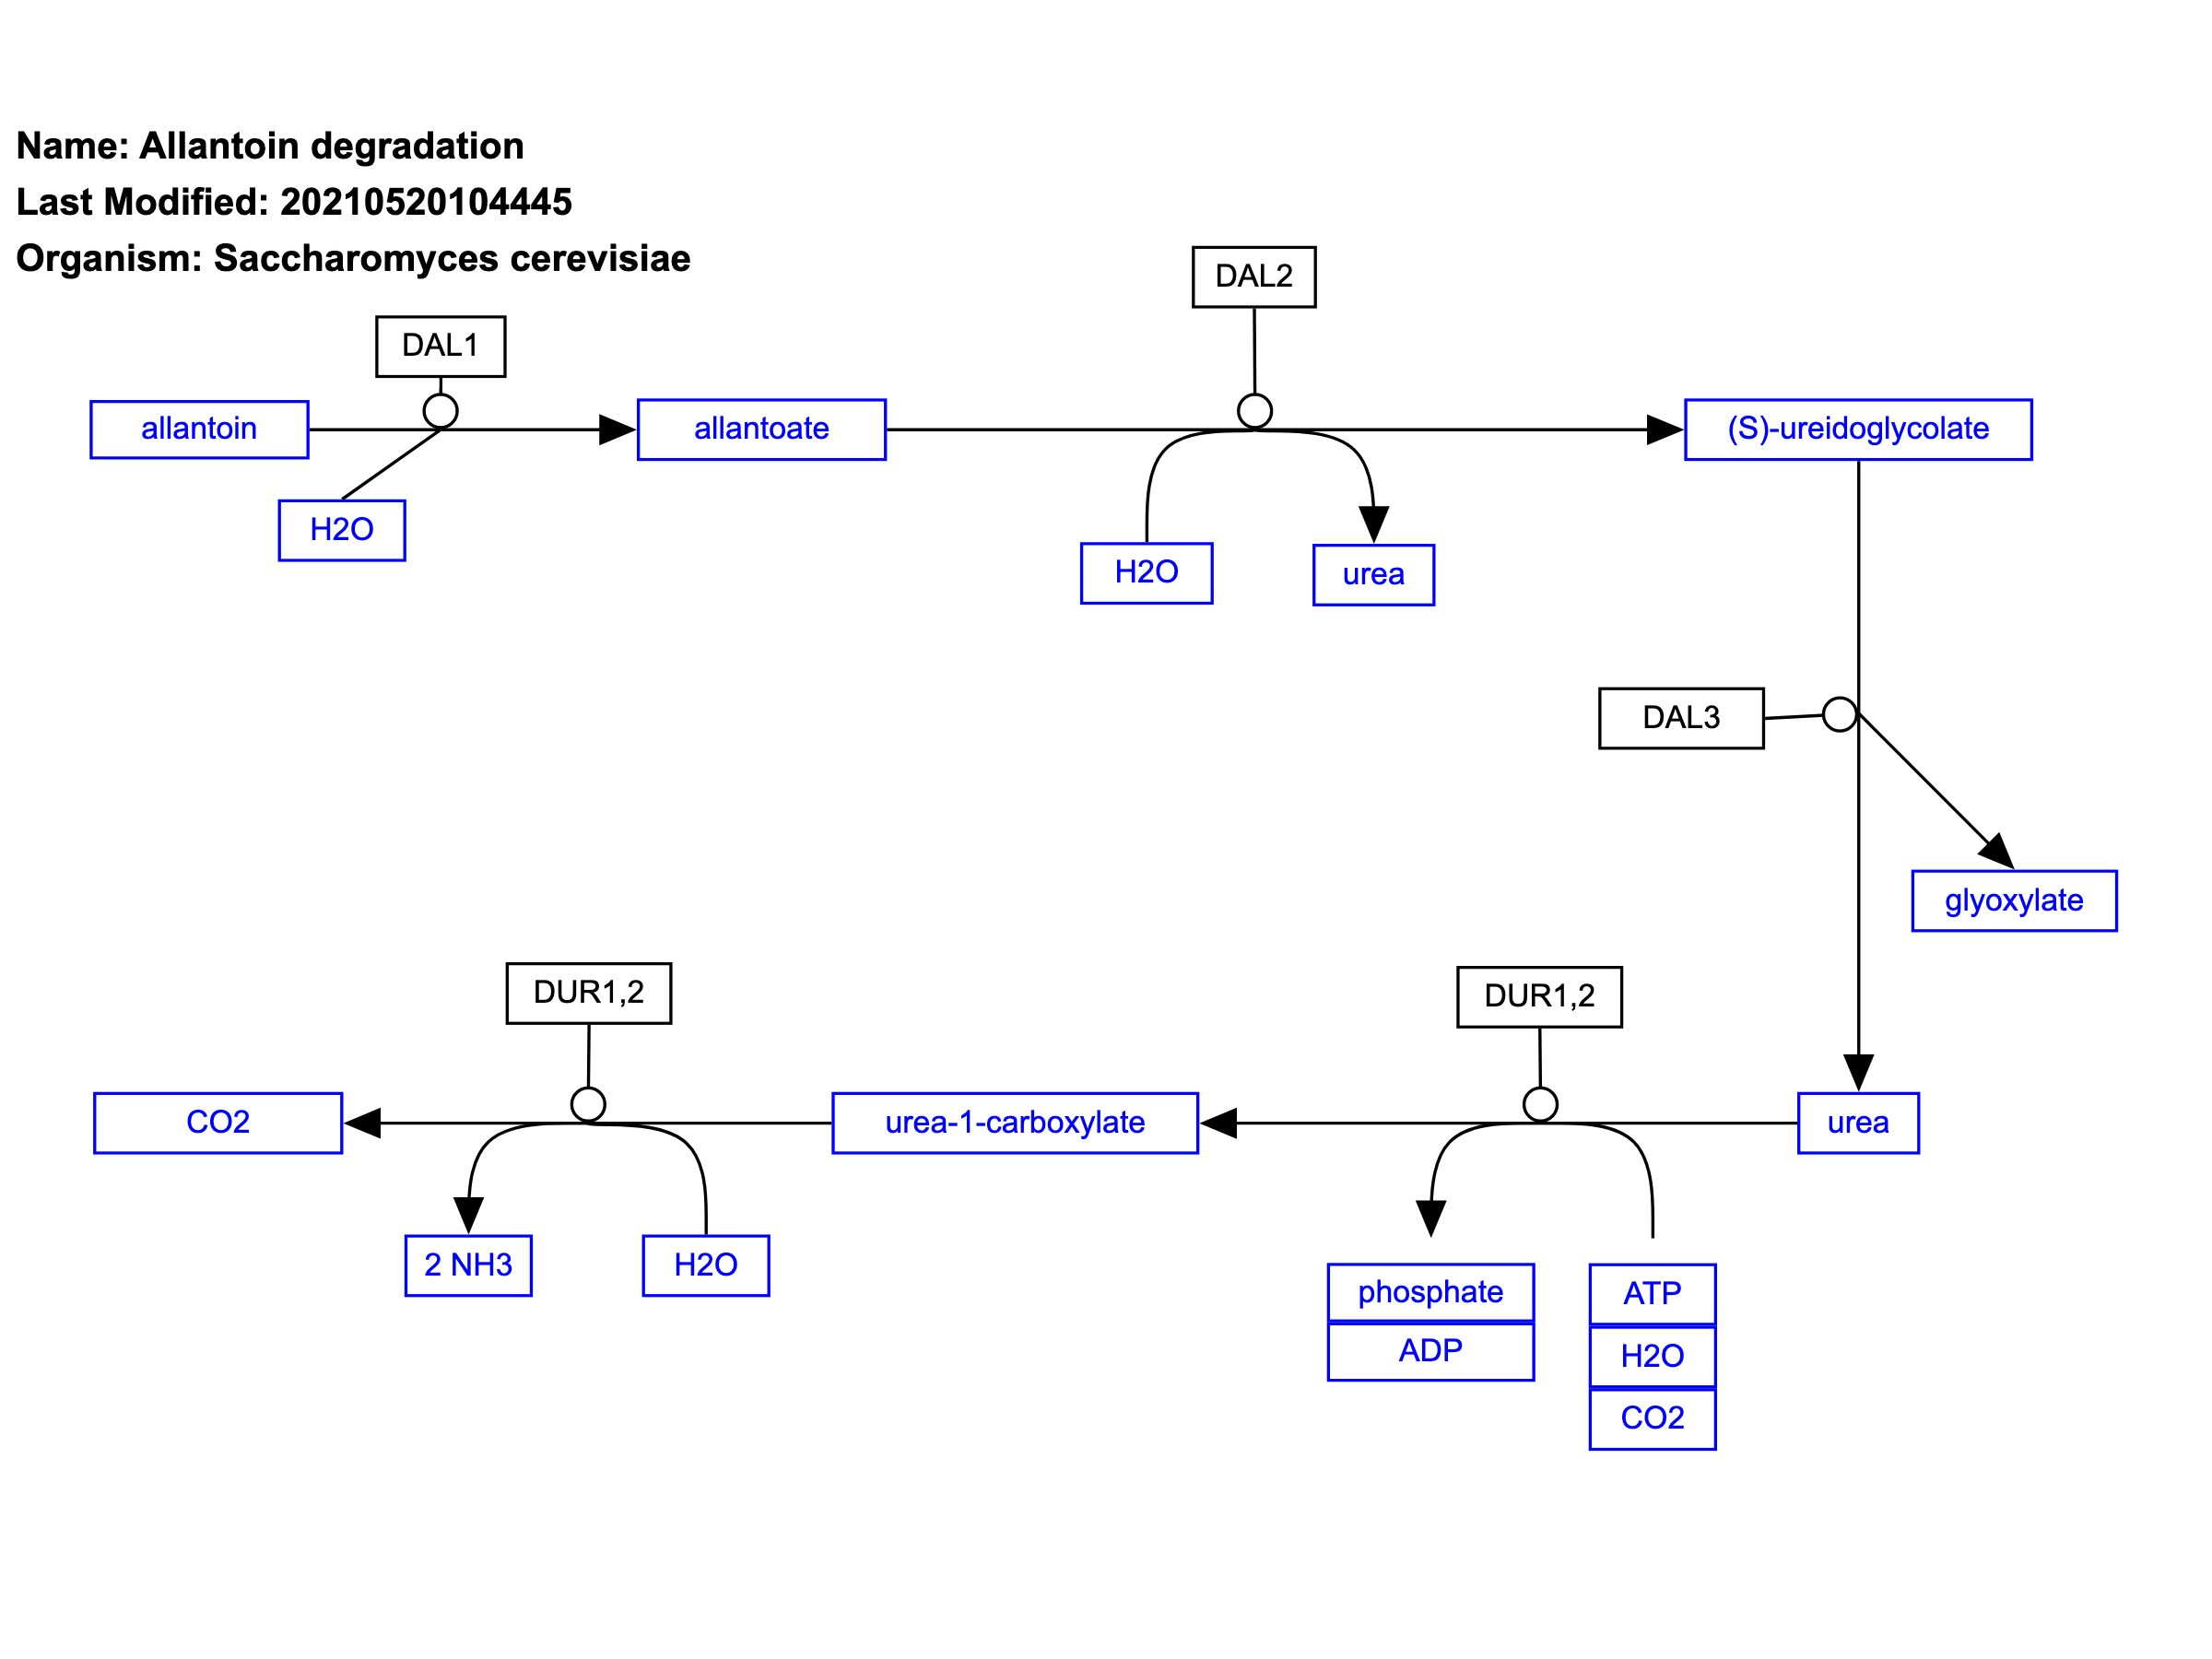 Name: Allantoin degradation
Last Modified: 20210520104445
Organism: Saccharomyces cerevisiae
DAL2
DAL1
allantoin
allantoate
(S)-ureidoglycolate
H2O
H2O
urea
DAL3
glyoxylate
DUR1,2
DUR1,2
CO2
urea-1-carboxylate
urea
2 NH3
H2O
phosphate
ATP
ADP
H2O
CO2